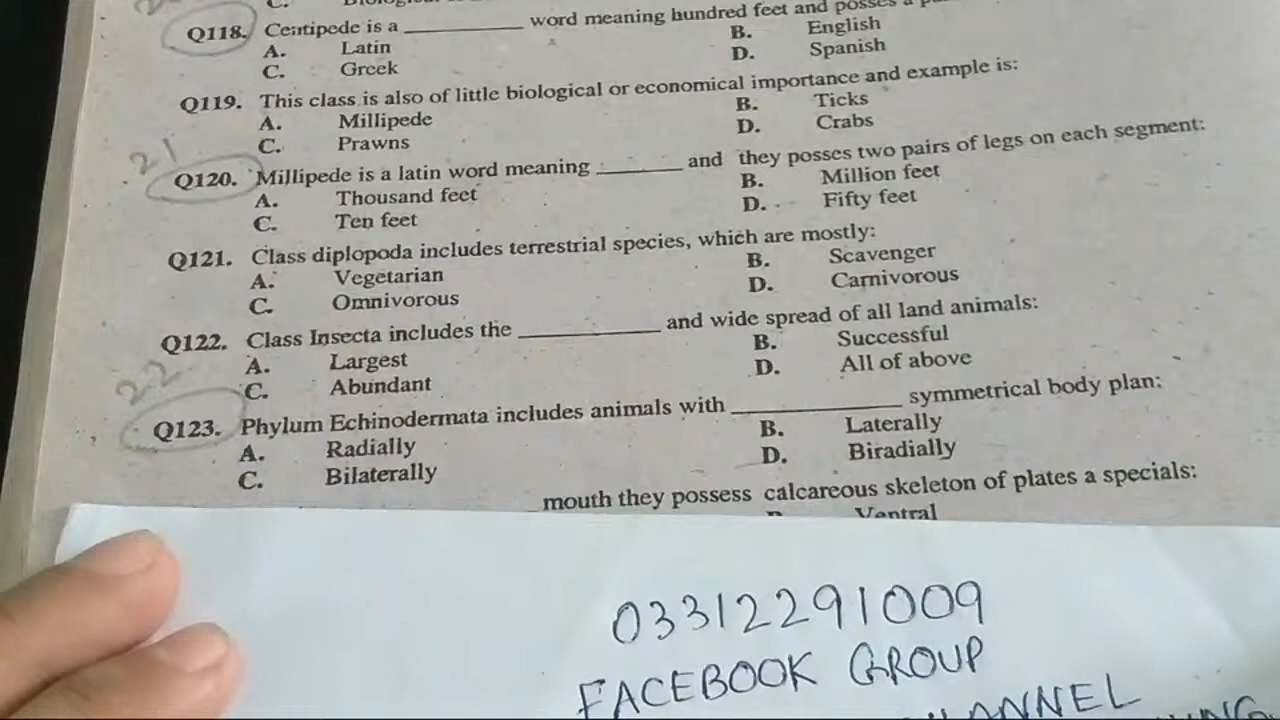 C.
Q118. Centipede is a ________ word meaning hundred feet and posses a
A. Latin B. English
C. Greek D. Spanish
Q119. This class is also of little biological or economical importance and example is:
A. Millipede B. Ticks
C. Prawns D. Crabs
21
Q120. Millipede is a latin word meaning ________ and they posses two pairs of legs on each segment:
A. Thousand feet B. Million feet
C. Ten feet D. Fifty feet
Q121. Class diplopoda includes terrestrial species, which are mostly:
A. Vegetarian B. Scavenger
C. Omnivorous D. Carnivorous
Q122. Class Insecta includes the ________ and wide spread of all land animals:
A. Largest B. Successful
C. Abundant D. All of above
22
Q123. Phylum Echinodermata includes animals with ________ symmetrical body plan:
A. Radially B. Laterally
C. Bilaterally D. Biradially
mouth they possess calcareous skeleton of plates a specials:
Ventral
03312291009
FACEBOOK GROUP